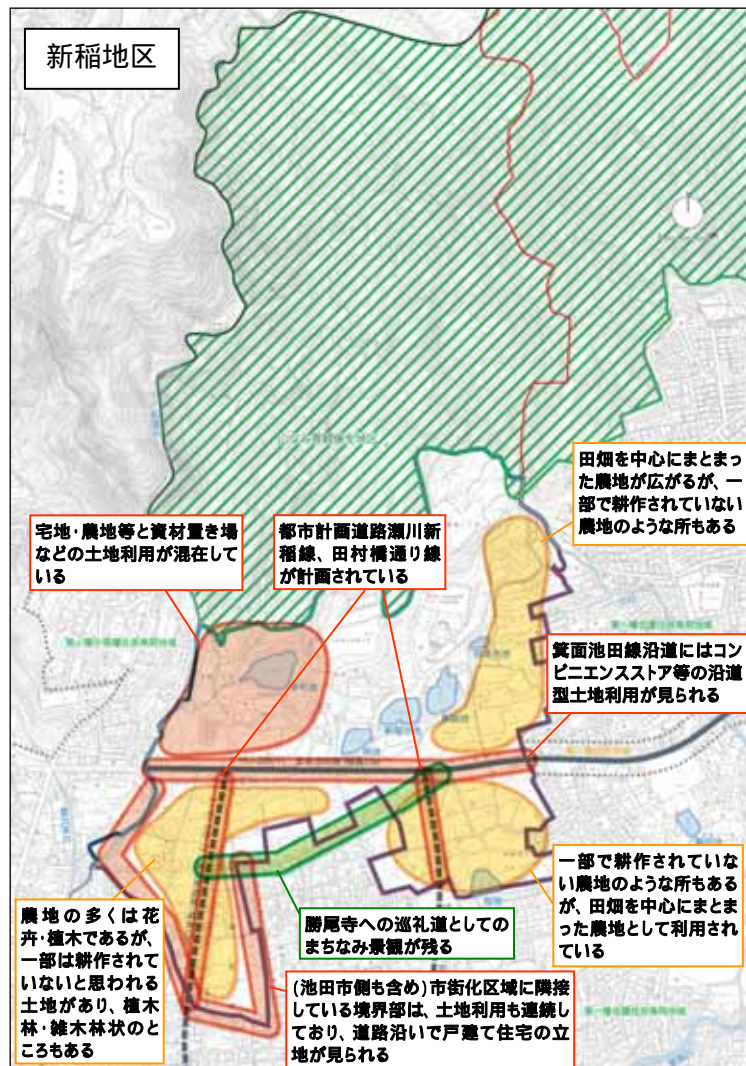 新稲地区
田畑を中心にまとまっ
た農地が広がるが、一
部で耕作されていない
農地のような所もある
宅地・農地等と資材置き場
などの土地利用が混在して
いる
都市計画道路瀬川新
稲線、田村橋通り線
が計画されている
箕面池田線沿道にはコン
ビニエンスストア等の沿道
型土地利用が見られる
一部で耕作されていな
い農地のような所もある
が、田畑を中心にまとま
った農地として利用され
ている
勝尾寺への巡礼道としての
まちなみ景観が残る
農地の多くは花
卉・植木であるが、
一部は耕作されて
いないと思われる
土地があり、植木
林・雑木林状のと
ころもある
(池田市側も含め)市街化区域に隣接
している境界部は、土地利用も連続し
ており、道路沿いで戸建て住宅の立
地が見られる